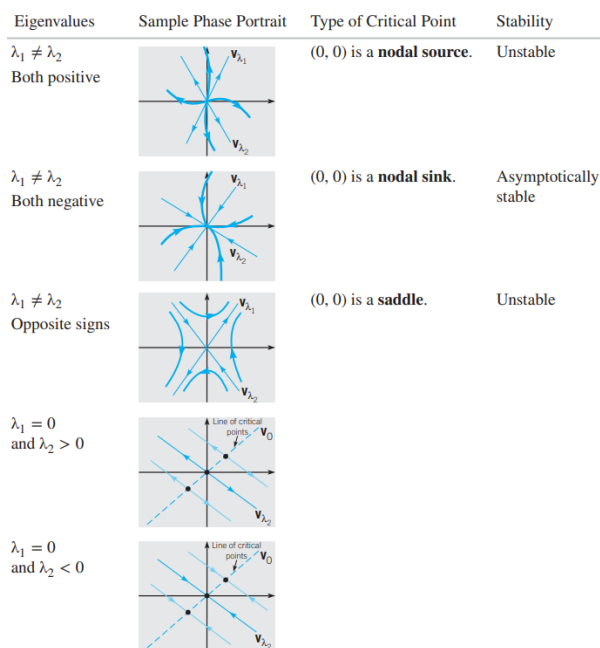 Eigenvalues Sample Phase Portrait Type of Critical Point Stability
λ₁ ≠ λ₂
Both positive
v_λ₁
v_λ₂
(0, 0) is a nodal source. Unstable
λ₁ ≠ λ₂
Both negative
v_λ₁
v_λ₂
(0, 0) is a nodal sink. Asymptotically
stable
λ₁ ≠ λ₂
Opposite signs
v_λ₁
v_λ₂
(0, 0) is a saddle. Unstable
λ₁ = 0
and λ₂ > 0
Line of critical
points v₀
v_λ₂
λ₁ = 0
and λ₂ < 0
Line of critical
points v₀
v_λ₂